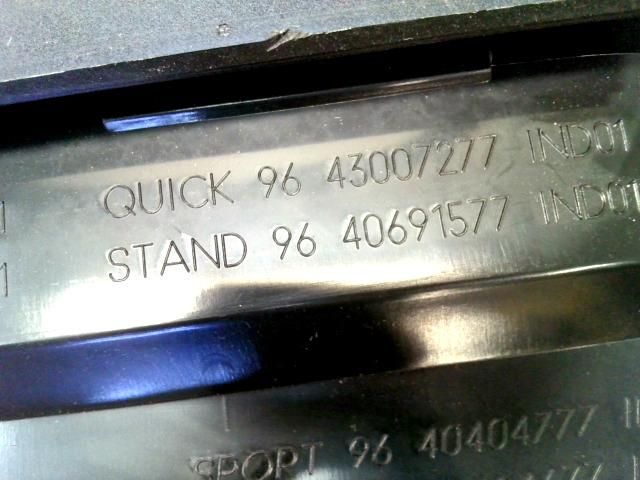 QUICK 96 43007277 IND01
STAND 96 40691577 IND01
SPORT 96 40404777